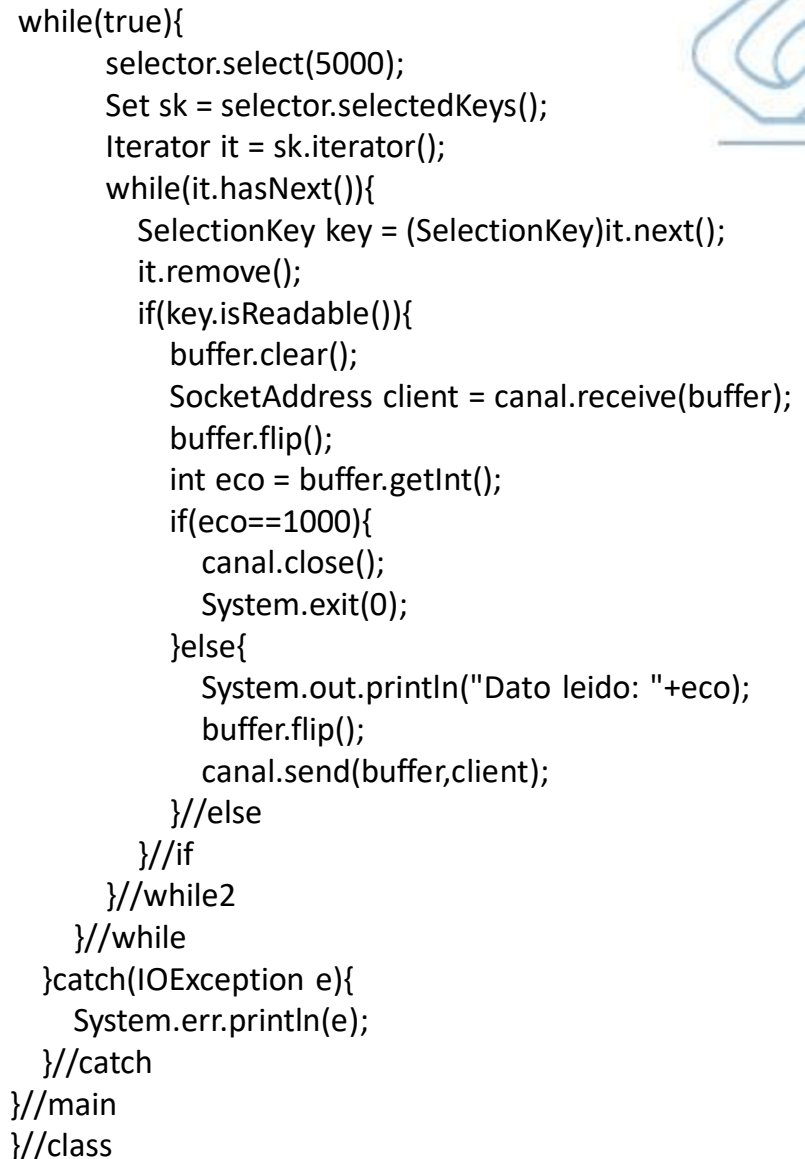 while(true){
selector.select(5000);
Set sk = selector.selectedKeys();
Iterator it = sk.iterator();
while(it.hasNext()){
SelectionKey key = (SelectionKey)it.next();
it.remove();
if(key.isReadable()){
buffer.clear();
SocketAddress client = canal.receive(buffer);
buffer.flip();
int eco = buffer.getInt();
if(eco==1000){
canal.close();
System.exit(0);
}else{
System.out.println("Dato leido: "+eco);
buffer.flip();
canal.send(buffer,client);
}//else
}//if
}//while2
}//while
}catch(IOException e){
System.err.println(e);
}//catch
}//main
}//class